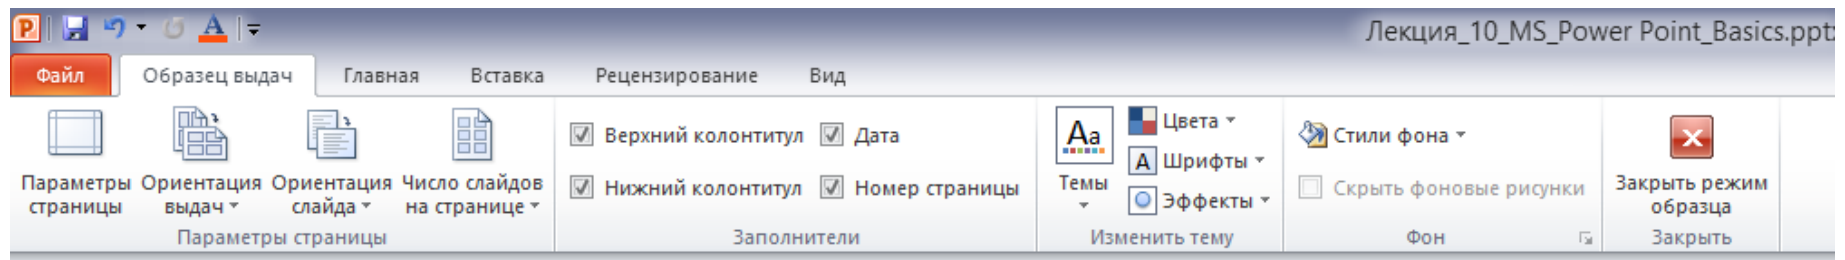 Лекция_10_MS_Power Point_Basics.ppt
Файл Образец выдач Главная Вставка Рецензирование Вид
Параметры страницы
Ориентация выдач
Ориентация слайда
Число слайдов на странице
Параметры страницы
Верхний колонтитул
Дата
Нижний колонтитул
Номер страницы
Заполнители
Aa
Темы
Цвета
A Шрифты
Эффекты
Изменить тему
Стили фона
Скрыть фоновые рисунки
Фон
Закрыть режим образца
Закрыть